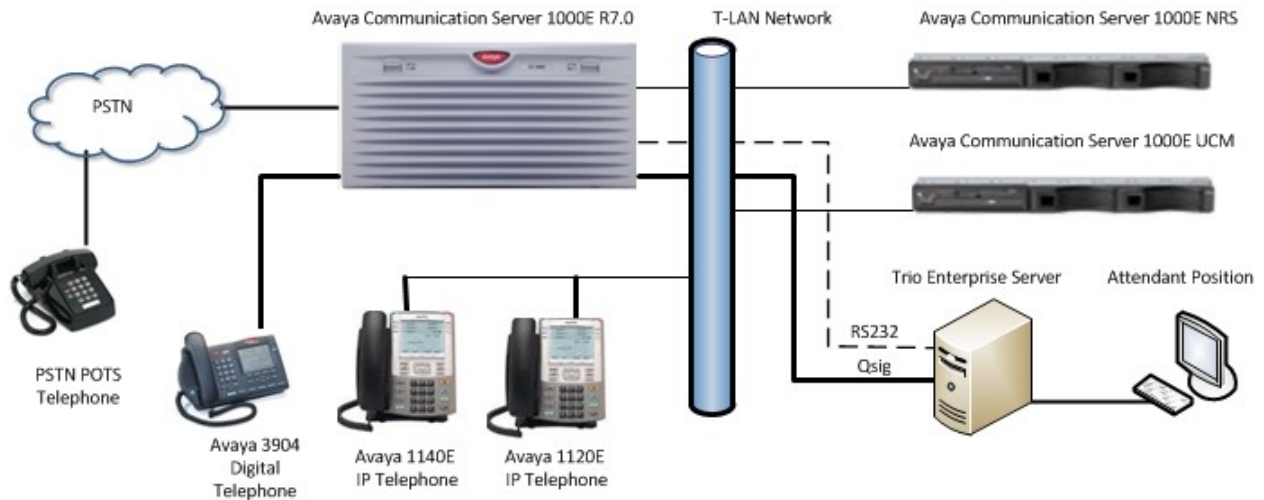 Avaya Communication Server 1000E R7.0
T-LAN Network
Avaya Communication Server 1000E NRS
PSTN
AVAYA
Avaya Communication Server 1000E UCM
Trio Enterprise Server
Attendant Position
RS232
Qsig
PSTN POTS
Telephone
Avaya 3904
Digital
Telephone
Avaya 1140E
IP Telephone
Avaya 1120E
IP Telephone